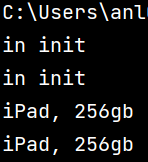 C:\Users\anl
in init
in init
iPad, 256gb
iPad, 256gb